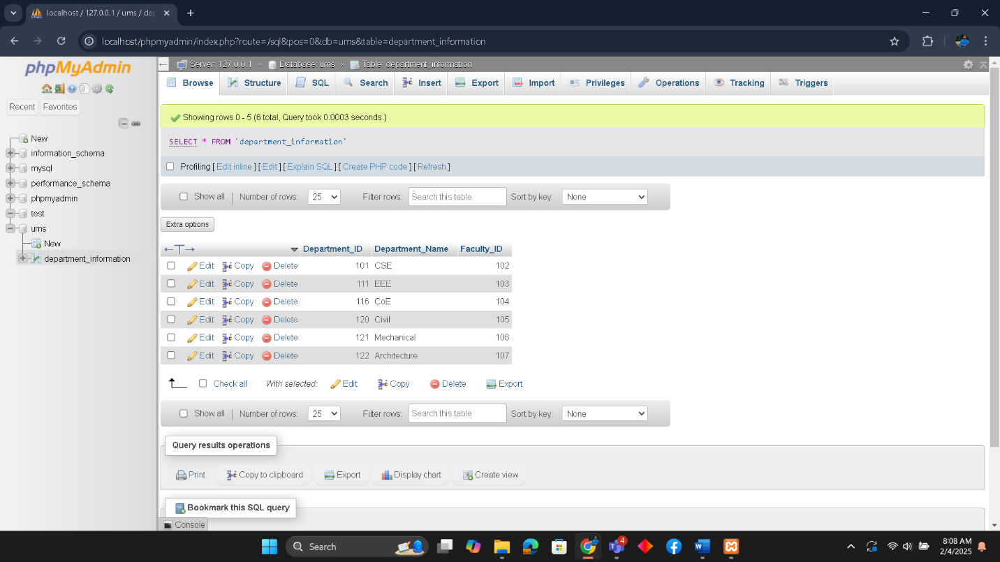 localhost / 127.0.0.1 / ums / dep
localhost/phpmyadmin/index.php?route=/sql&pos=0&db=ums&table=department_information
phpMyAdmin
Recent Favorites
New
information_schema
mysql
performance_schema
phpmyadmin
test
ums
New
department_information
Server: 127.0.0.1 » Database: ums » Table: department_information
Browse Structure SQL Search Insert Export Import Privileges Operations Tracking Triggers
Showing rows 0 - 5 (6 total, Query took 0.0003 seconds.)
SELECT * FROM `department_information`
Profiling [ Edit inline ] [ Edit ] [ Explain SQL ] [ Create PHP code ] [ Refresh ]
Show all Number of rows: 25 Filter rows: Search this table Sort by key: None
Extra options
←T→ Department_ID Department_Name Faculty_ID
Edit Copy Delete 101 CSE 102
Edit Copy Delete 111 EEE 103
Edit Copy Delete 116 CoE 104
Edit Copy Delete 120 Civil 105
Edit Copy Delete 121 Mechanical 106
Edit Copy Delete 122 Architecture 107
Check all With selected: Edit Copy Delete Export
Show all Number of rows: 25 Filter rows: Search this table Sort by key: None
Query results operations
Print Copy to clipboard Export Display chart Create view
Bookmark this SQL query
Console
Search
4
8:08 AM
2/4/2025